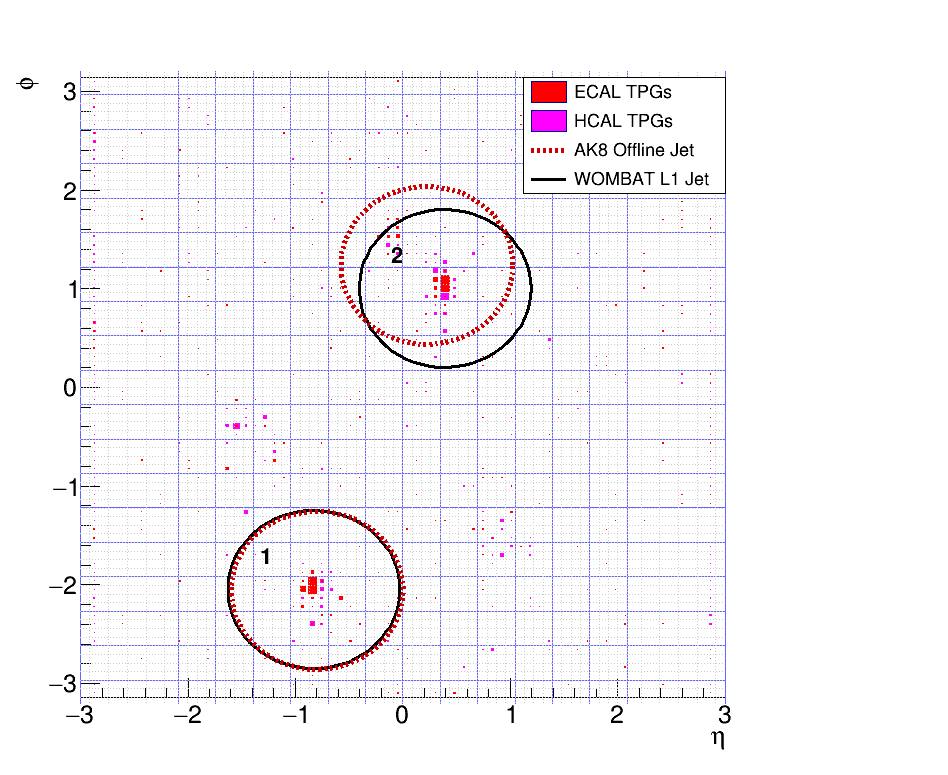 ϕ
3
2
1
0
−1
−2
−3
ECAL TPGs
HCAL TPGs
AK8 Offline Jet
WOMBAT L1 Jet
2
1
−3 −2 −1 0 1 2 3
η